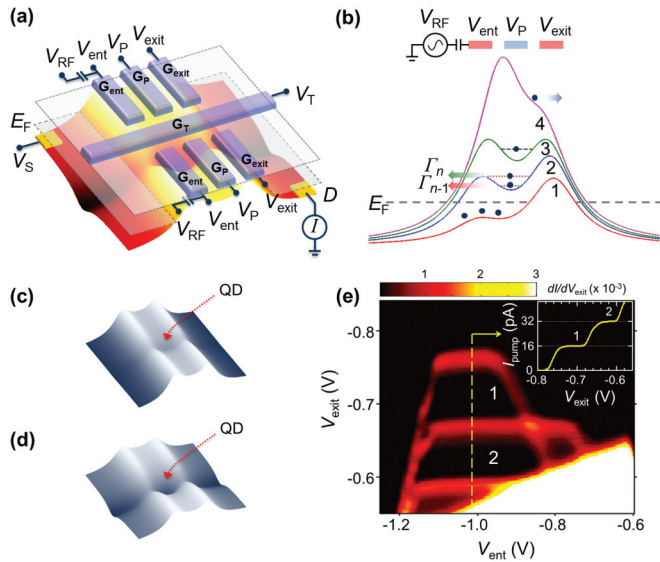 (a)
V_RF V_ent V_P V_exit
G_ent G_P G_exit
V_T
E_F
G_T
V_S
G_ent G_P G_exit
V_RF V_ent V_P V_exit D
I
(b)
V_RF V_ent V_P V_exit
4
3
Γ_n 2
Γ_n-1 1
E_F
(c)
QD
(d)
QD
(e)
1 2 3 dI/dV_exit (x 10⁻³)
V_exit (V)
-0.8
-0.7
-0.6
1
2
I_pump (pA)
32
16
0
1
2
-0.8 -0.7 -0.6
V_exit (V)
-1.2 -1.0 -0.8 -0.6
V_ent (V)